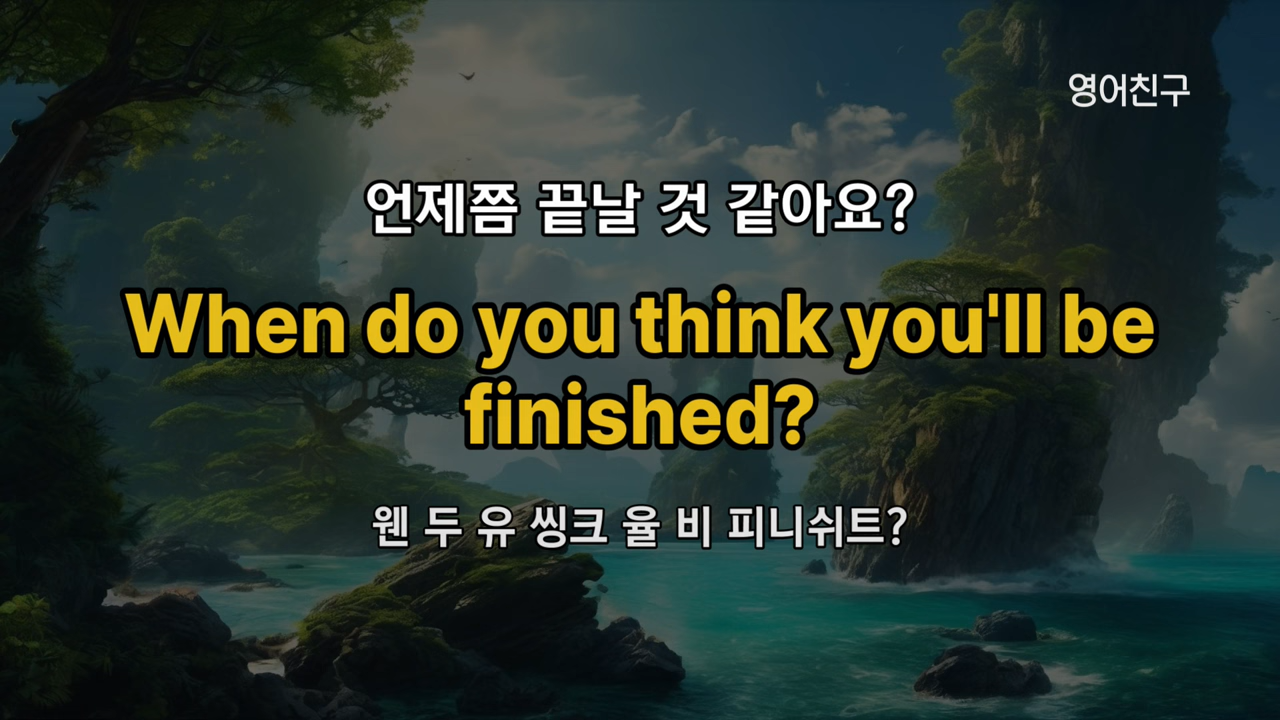 영어친구
언제쯤 끝날 것 같아요?
When do you think you'll be
finished?
웬 두 유 씽크 율 비 피니쉬트?